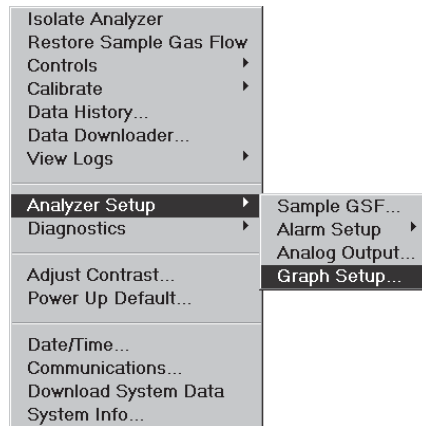 Isolate Analyzer
Restore Sample Gas Flow
Controls
Calibrate
Data History...
Data Downloader...
View Logs
Analyzer Setup
Diagnostics
Adjust Contrast...
Power Up Default...
Date/Time...
Communications...
Download System Data
System Info...
Sample GSF...
Alarm Setup
Analog Output...
Graph Setup...